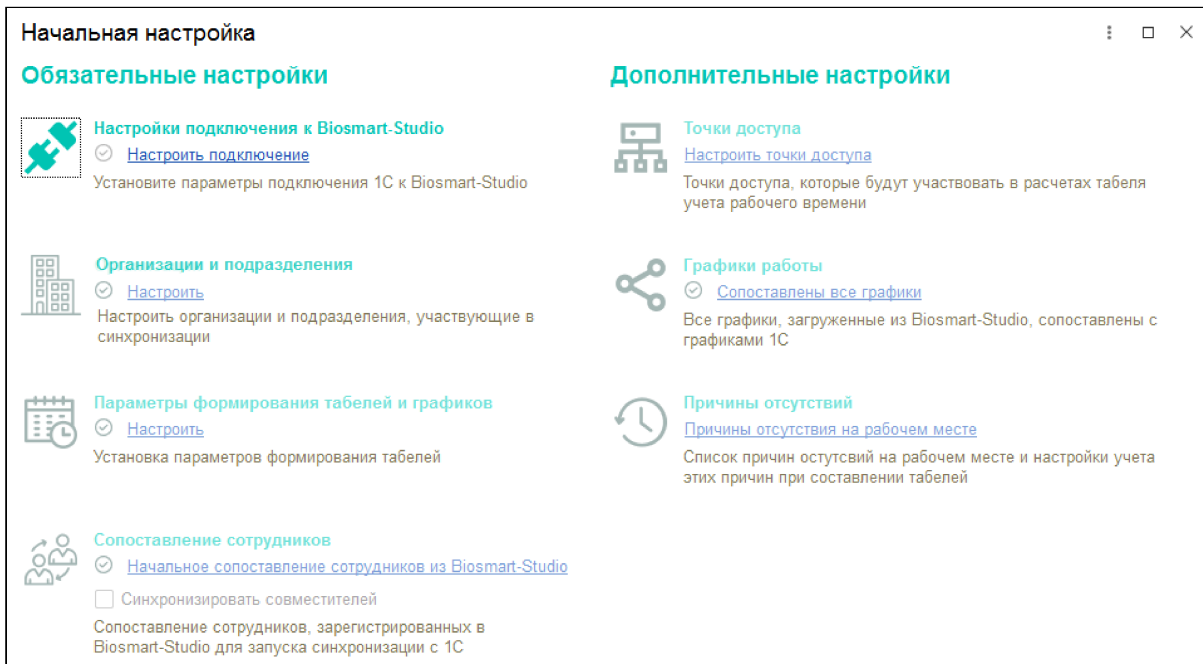 Начальная настройка
Обязательные настройки
Настройки подключения к Biosmart-Studio
Настроить подключение
Установите параметры подключения 1С к Biosmart-Studio
Организации и подразделения
Настроить
Настроить организации и подразделения, участвующие в
синхронизации
Параметры формирования табелей и графиков
Настроить
Установка параметров формирования табелей
Сопоставление сотрудников
Начальное сопоставление сотрудников из Biosmart-Studio
Синхронизировать совместителей
Сопоставление сотрудников, зарегистрированных в
Biosmart-Studio для запуска синхронизации с 1С
Дополнительные настройки
Точки доступа
Настроить точки доступа
Точки доступа, которые будут участвовать в расчетах табеля
учета рабочего времени
Графики работы
Сопоставлены все графики
Все графики, загруженные из Biosmart-Studio, сопоставлены с
графиками 1С
Причины отсутствий
Причины отсутствия на рабочем месте
Список причин остутсвий на рабочем месте и настройки учета
этих причин при составлении табелей